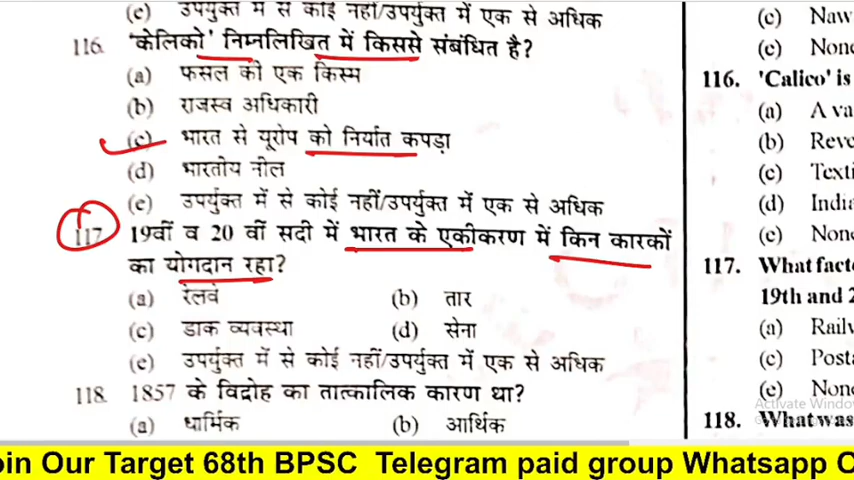 (e) उपर्युक्त में से कोई नहीं/उपर्युक्त में एक से अधिक
116. 'केलिको' निम्नलिखित में किससे संबंधित है?
(a) फसल की एक किस्म
(b) राजस्व अधिकारी
(c) भारत से यूरोप को निर्यात कपड़ा
(d) भारतीय नील
(e) उपर्युक्त में से कोई नहीं/उपर्युक्त में एक से अधिक
117. 19वीं व 20 वीं सदी में भारत के एकीकरण में किन कारकों
का योगदान रहा?
(a) रेलवे (b) तार
(c) डाक व्यवस्था (d) सेना
(e) उपर्युक्त में से कोई नहीं/उपर्युक्त में एक से अधिक
118. 1857 के विद्रोह का तात्कालिक कारण था?
(a) धार्मिक (b) आर्थिक
(c) Naw
(e) None
116. 'Calico' is
(a) A va
(b) Reve
(c) Texti
(d) India
(e) None
117. What fact
19th and 2
(a) Railv
(c) Posta
(e) None
118. What was
Activate Window
oin Our Target 68th BPSC Telegram paid group Whatsapp